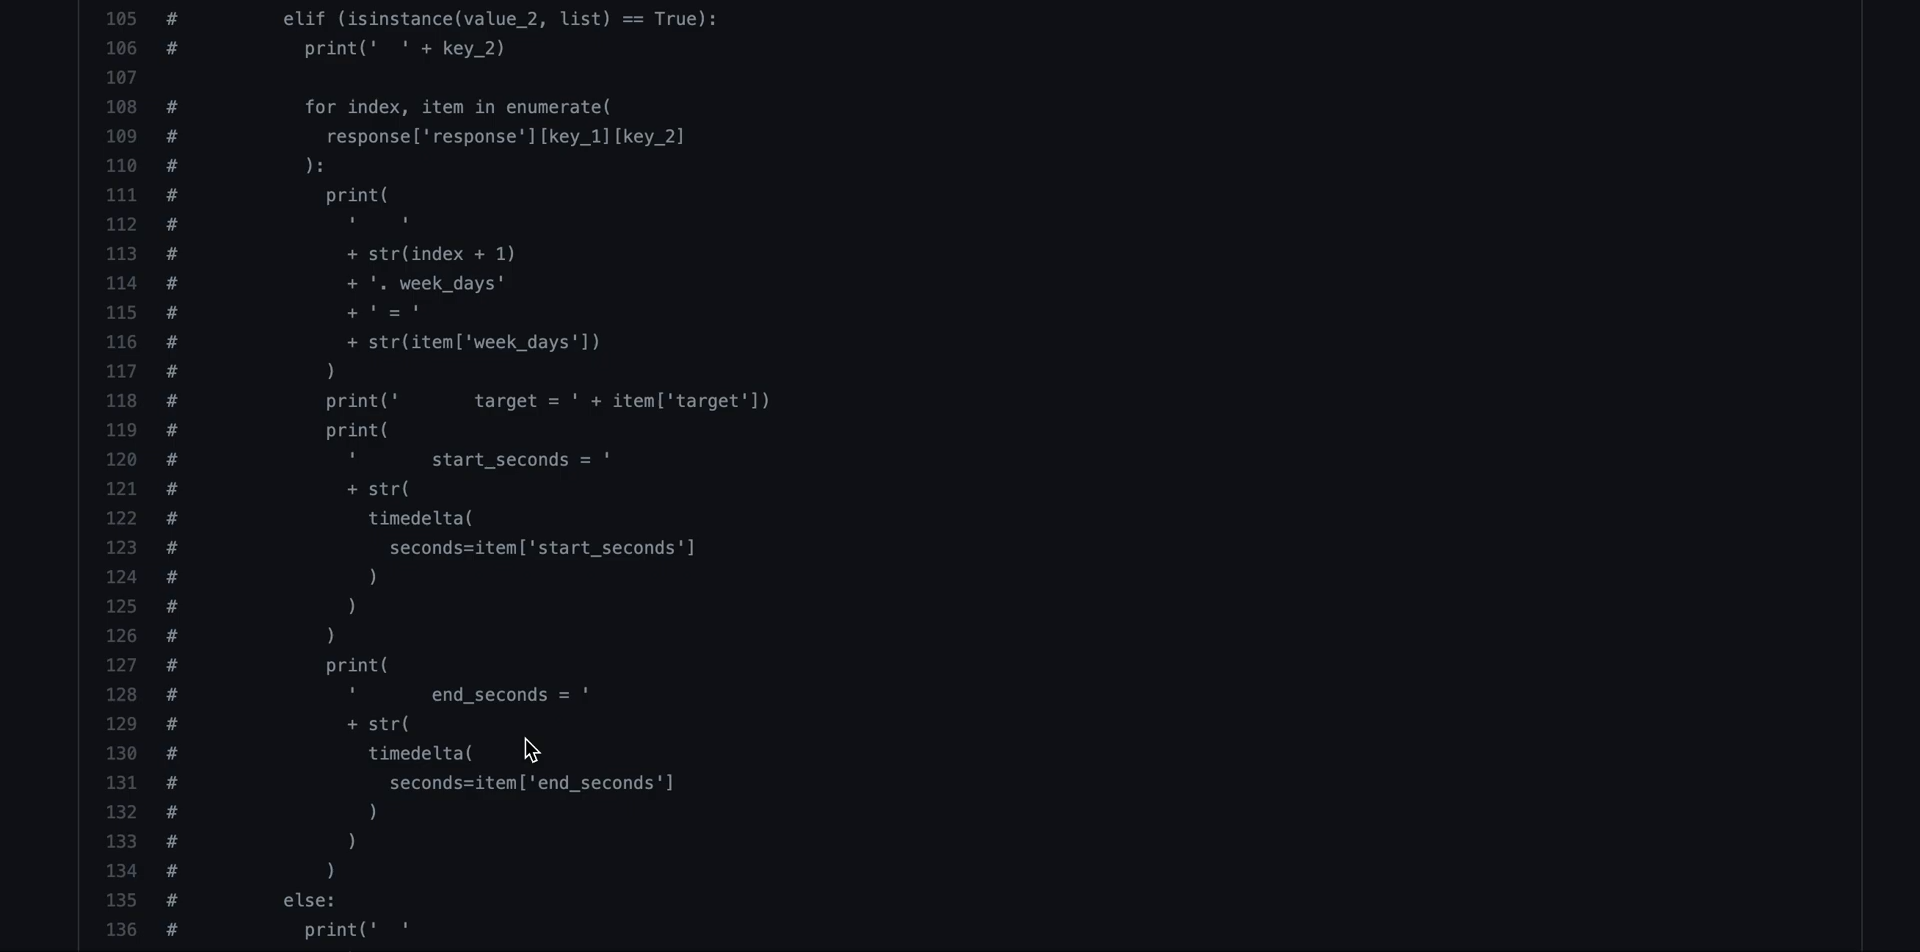 105 #          elif (isinstance(value_2, list) == True):
106 #            print('  ' + key_2)
107
108 #            for index, item in enumerate(
109 #              response['response'][key_1][key_2]
110 #            ):
111 #              print(
112 #                '    '
113 #                + str(index + 1)
114 #                + '. week_days'
115 #                + ' = '
116 #                + str(item['week_days'])
117 #              )
118 #              print('       target = ' + item['target'])
119 #              print(
120 #                '       start_seconds = '
121 #                + str(
122 #                  timedelta(
123 #                    seconds=item['start_seconds']
124 #                  )
125 #                )
126 #              )
127 #              print(
128 #                '       end_seconds = '
129 #                + str(
130 #                  timedelta(
131 #                    seconds=item['end_seconds']
132 #                  )
133 #                )
134 #              )
135 #          else:
136 #            print('  '